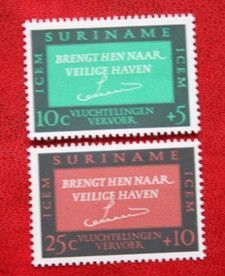 SURINAME
ICEM
BRENGT HEN NAAR
VEILIGE HAVEN
ICEM
10c
VLUCHTELINGEN
VERVOER
+5
SURINAME
ICEM
BRENGT HEN NAAR
VEILIGE HAVEN
ICEM
25c
VLUCHTELINGEN
VERVOER
+10